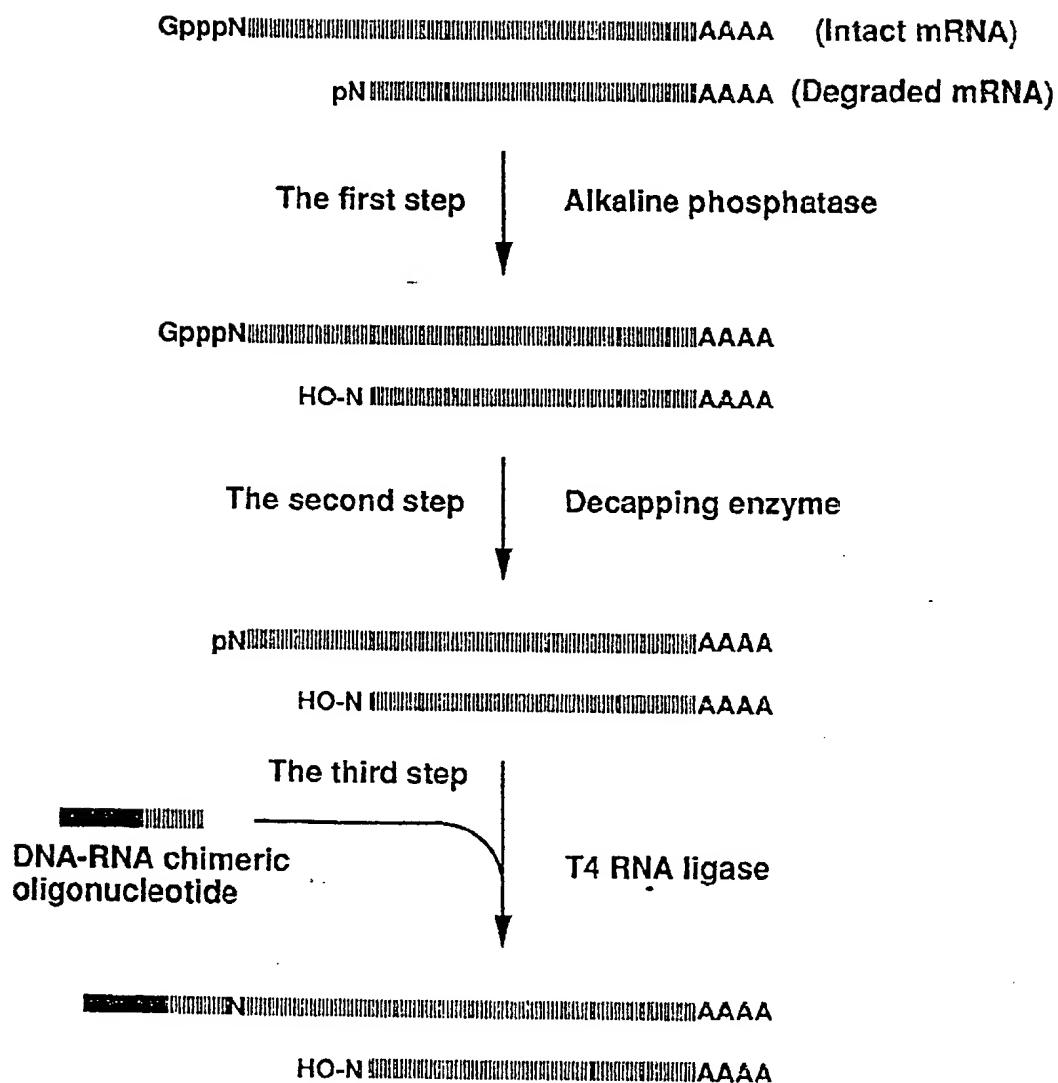 GpppN AAAA (Intact mRNA)
pN AAAA (Degraded mRNA)
The first step Alkaline phosphatase
GpppN AAAA
HO-N AAAA
The second step Decapping enzyme
pN AAAA
HO-N AAAA
The third step
DNA-RNA chimeric
oligonucleotide
T4 RNA ligase
N AAAA
HO-N AAAA